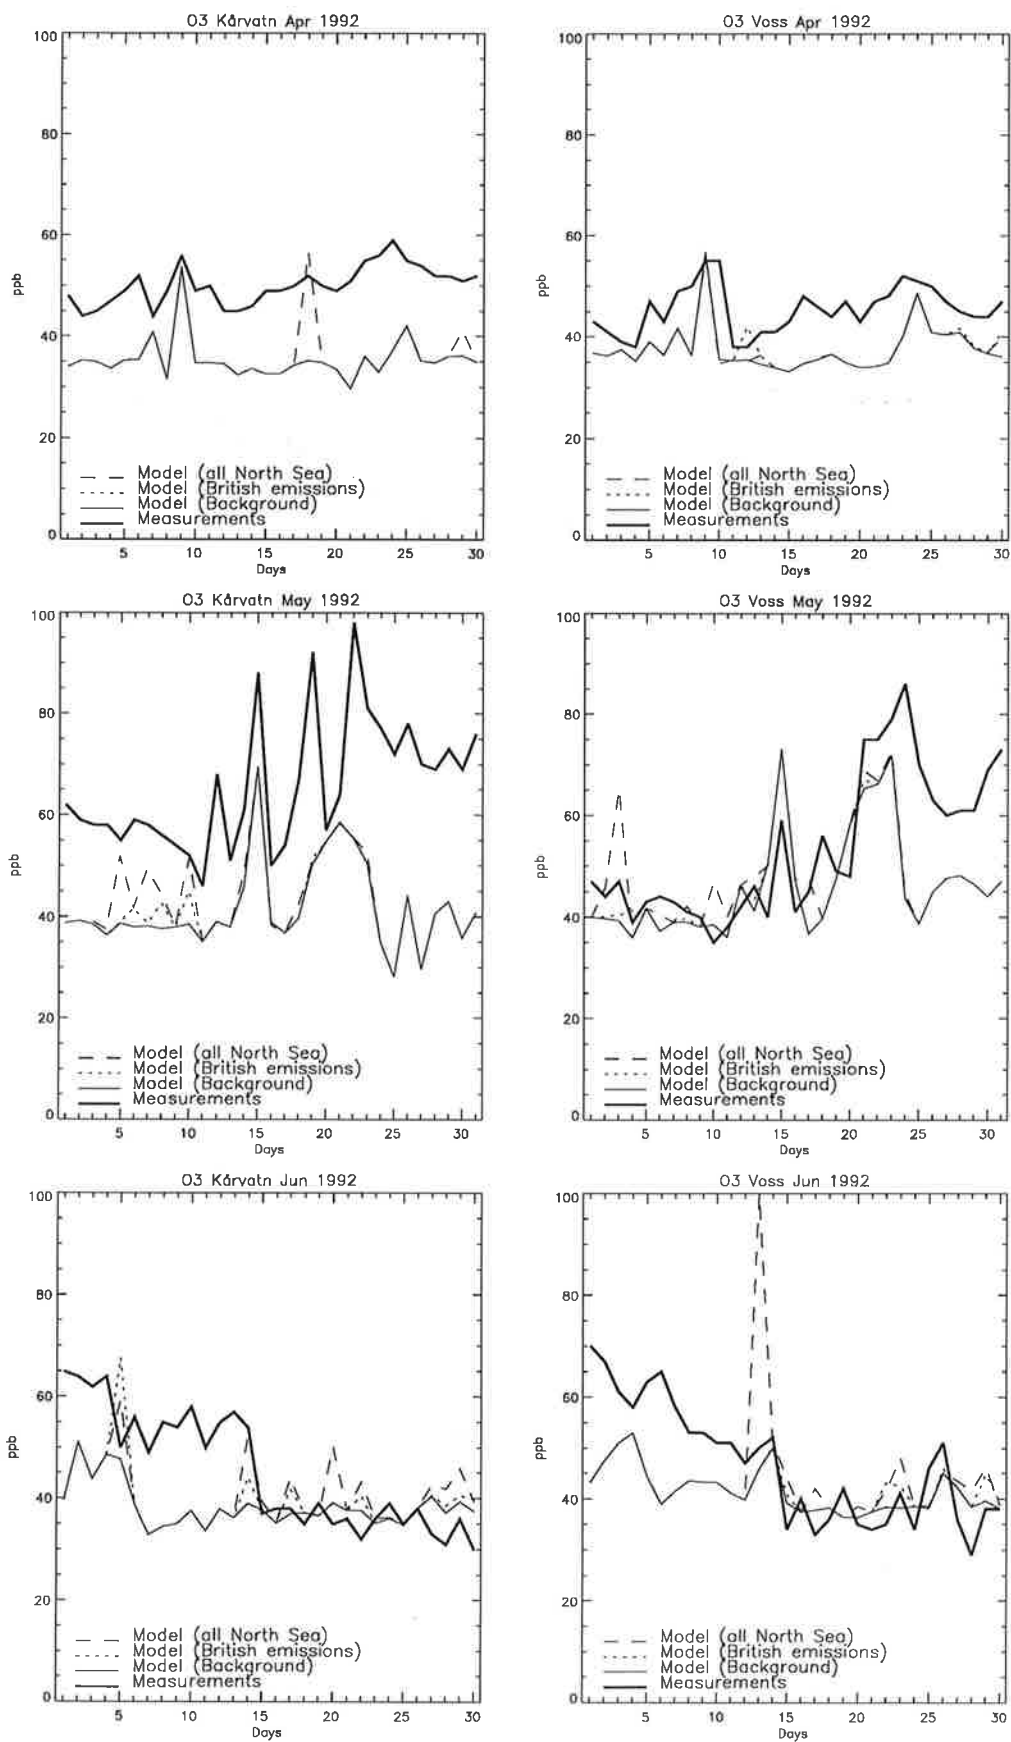 O3 Kårvatn Apr 1992
100
80
60
40
20
0
ppb
Model (all North Sea)
Model (British emissions)
Model (Background)
Measurements
5 10 15 20 25 30
Days
O3 Voss Apr 1992
100
80
60
40
20
0
ppb
Model (all North Sea)
Model (British emissions)
Model (Background)
Measurements
5 10 15 20 25 30
Days
O3 Kårvatn May 1992
100
80
60
40
20
0
ppb
Model (all North Sea)
Model (British emissions)
Model (Background)
Measurements
5 10 15 20 25 30
Days
O3 Voss May 1992
100
80
60
40
20
0
ppb
Model (all North Sea)
Model (British emissions)
Model (Background)
Measurements
5 10 15 20 25 30
Days
O3 Kårvatn Jun 1992
100
80
60
40
20
0
ppb
Model (all North Sea)
Model (British emissions)
Model (Background)
Measurements
5 10 15 20 25 30
Days
O3 Voss Jun 1992
100
80
60
40
20
0
ppb
Model (all North Sea)
Model (British emissions)
Model (Background)
Measurements
5 10 15 20 25 30
Days